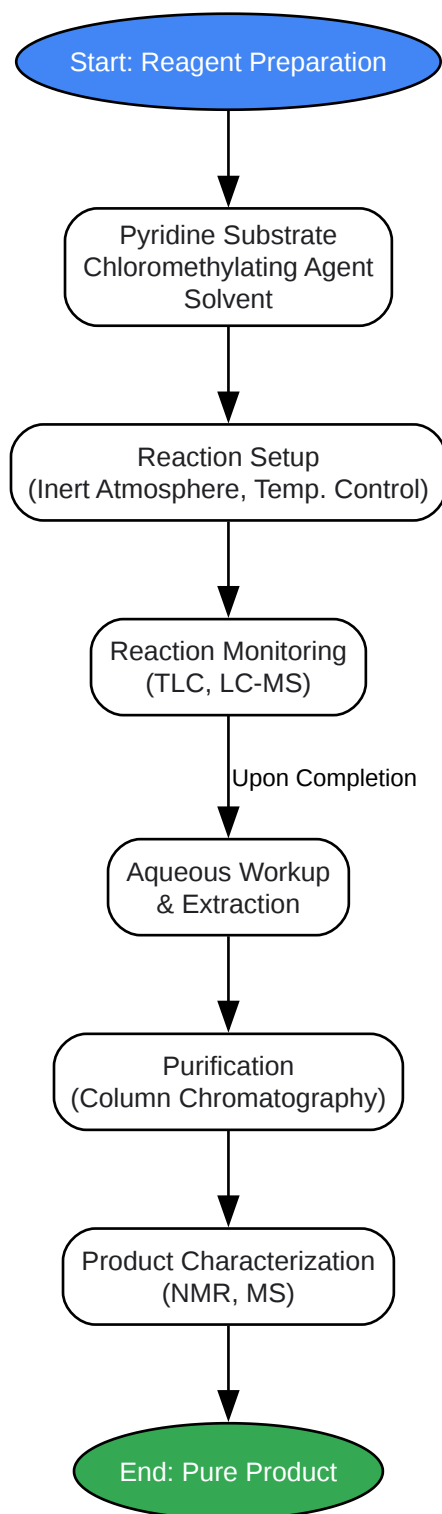 Start: Reagent Preparation
Pyridine Substrate
Chloromethylating Agent
Solvent
Reaction Setup
(Inert Atmosphere, Temp. Control)
Reaction Monitoring
(TLC, LC-MS)
Upon Completion
Aqueous Workup
& Extraction
Purification
(Column Chromatography)
Product Characterization
(NMR, MS)
End: Pure Product